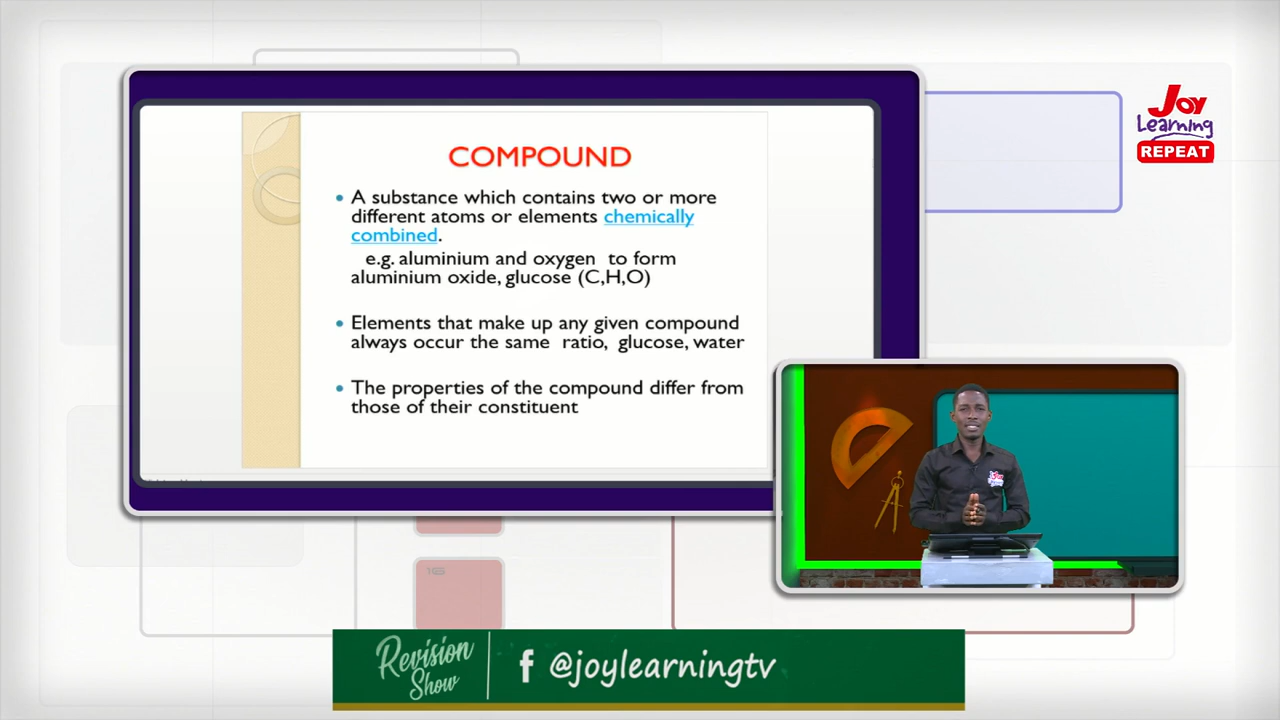 COMPOUND
• A substance which contains two or more
different atoms or elements chemically
combined.
e.g. aluminium and oxygen to form
aluminium oxide, glucose (C,H,O)
• Elements that make up any given compound
always occur the same ratio, glucose, water
• The properties of the compound differ from
those of their constituent
JOY
Learning
REPEAT
16
Revision
Show
f @joylearningtv